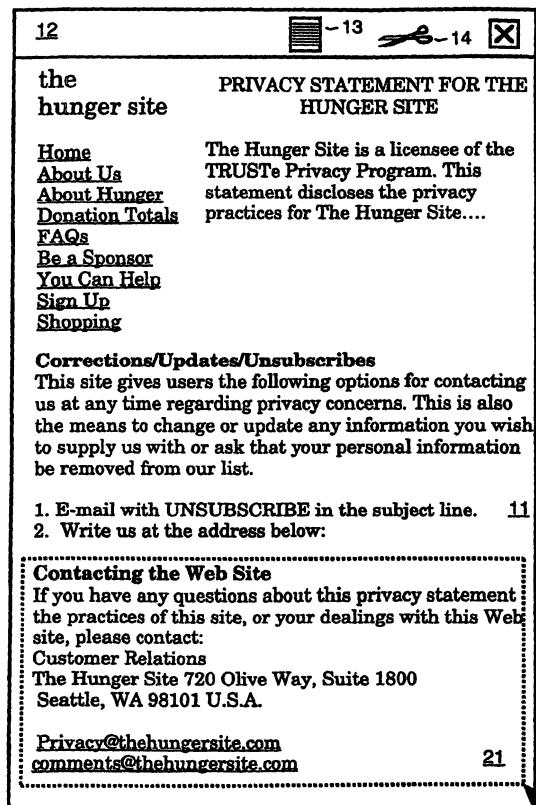 12
13
14
the
hunger site
PRIVACY STATEMENT FOR THE
HUNGER SITE
Home
About Us
About Hunger
Donation Totals
FAQs
Be a Sponsor
You Can Help
Sign Up
Shopping
The Hunger Site is a licensee of the
TRUSTe Privacy Program. This
statement discloses the privacy
practices for The Hunger Site....
Corrections/Updates/Unsubscribes
This site gives users the following options for contacting
us at any time regarding privacy concerns. This is also
the means to change or update any information you wish
to supply us with or ask that your personal information
be removed from our list.
1. E-mail with UNSUBSCRIBE in the subject line.
11
2. Write us at the address below:
Contacting the Web Site
If you have any questions about this privacy statement
the practices of this site, or your dealings with this Web
site, please contact:
Customer Relations
The Hunger Site 720 Olive Way, Suite 1800
Seattle, WA 98101 U.S.A.
Privacy@thehungersite.com
comments@thehungersite.com
21